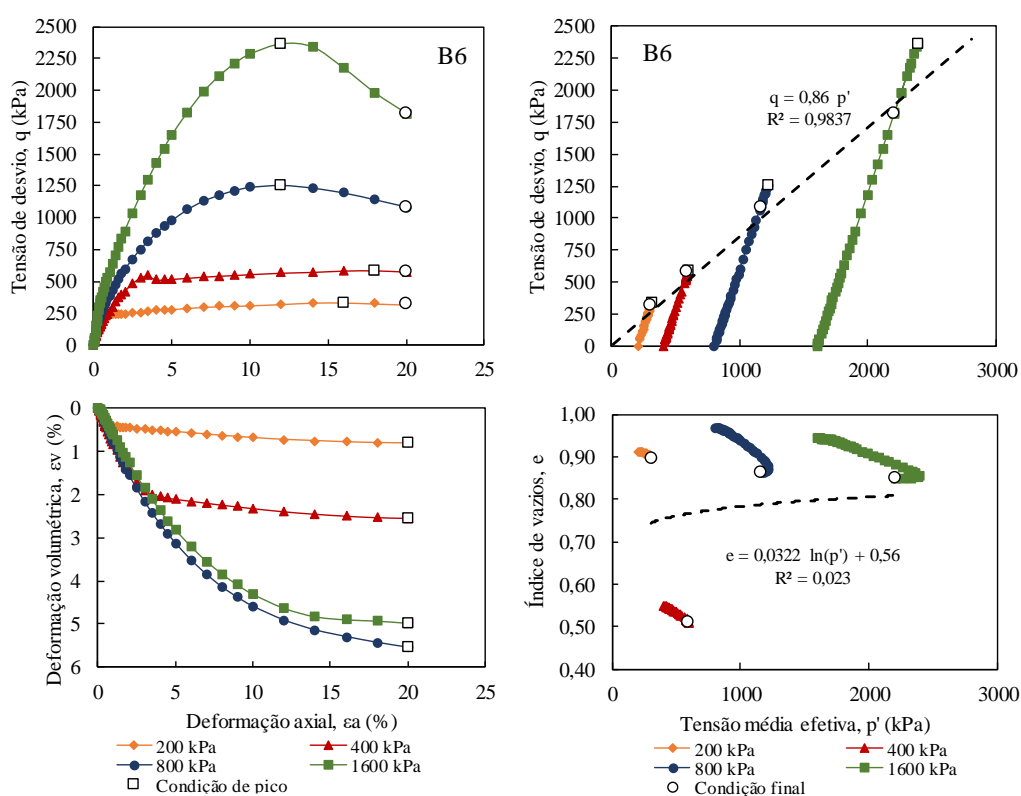 B6
Tensão de desvio, q (kPa)
2500
2250
2000
1750
1500
1250
1000
750
500
250
0
0
5
10
15
20
25
B6
Tensão de desvio, q (kPa)
2500
2250
2000
1750
1500
1250
1000
750
500
250
0
q = 0,86 p'
R² = 0,9837
0
1000
2000
3000
Deformação volumétrica, εv (%)
0
1
2
3
4
5
6
0
5
10
15
20
25
Deformação axial, εa (%)
200 kPa
400 kPa
800 kPa
1600 kPa
Condição de pico
Índice de vazios, e
1,00
0,90
0,80
0,70
0,60
0,50
0,40
e = 0,0322 ln(p') + 0,56
R² = 0,023
0
1000
2000
3000
Tensão média efetiva, p' (kPa)
200 kPa
400 kPa
800 kPa
1600 kPa
Condição final